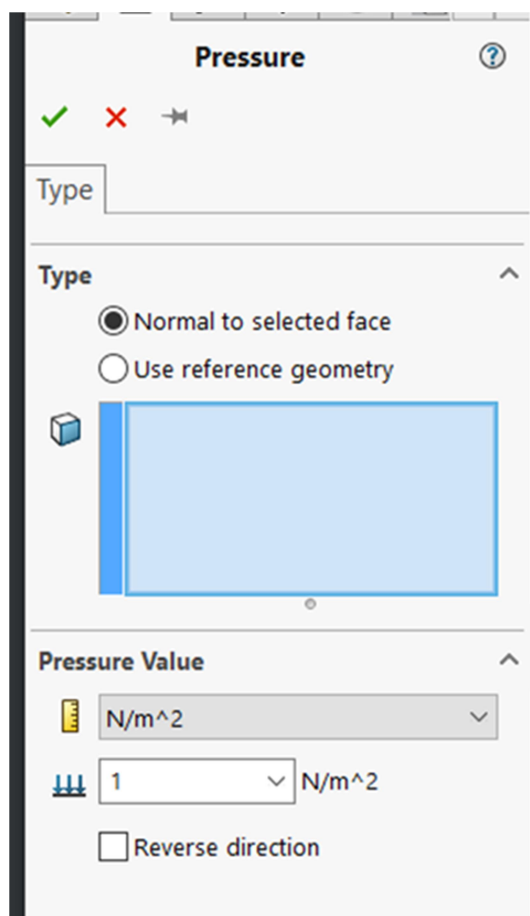 Pressure
Type
Type
Normal to selected face
Use reference geometry
Pressure Value
N/m^2
1 N/m^2
Reverse direction